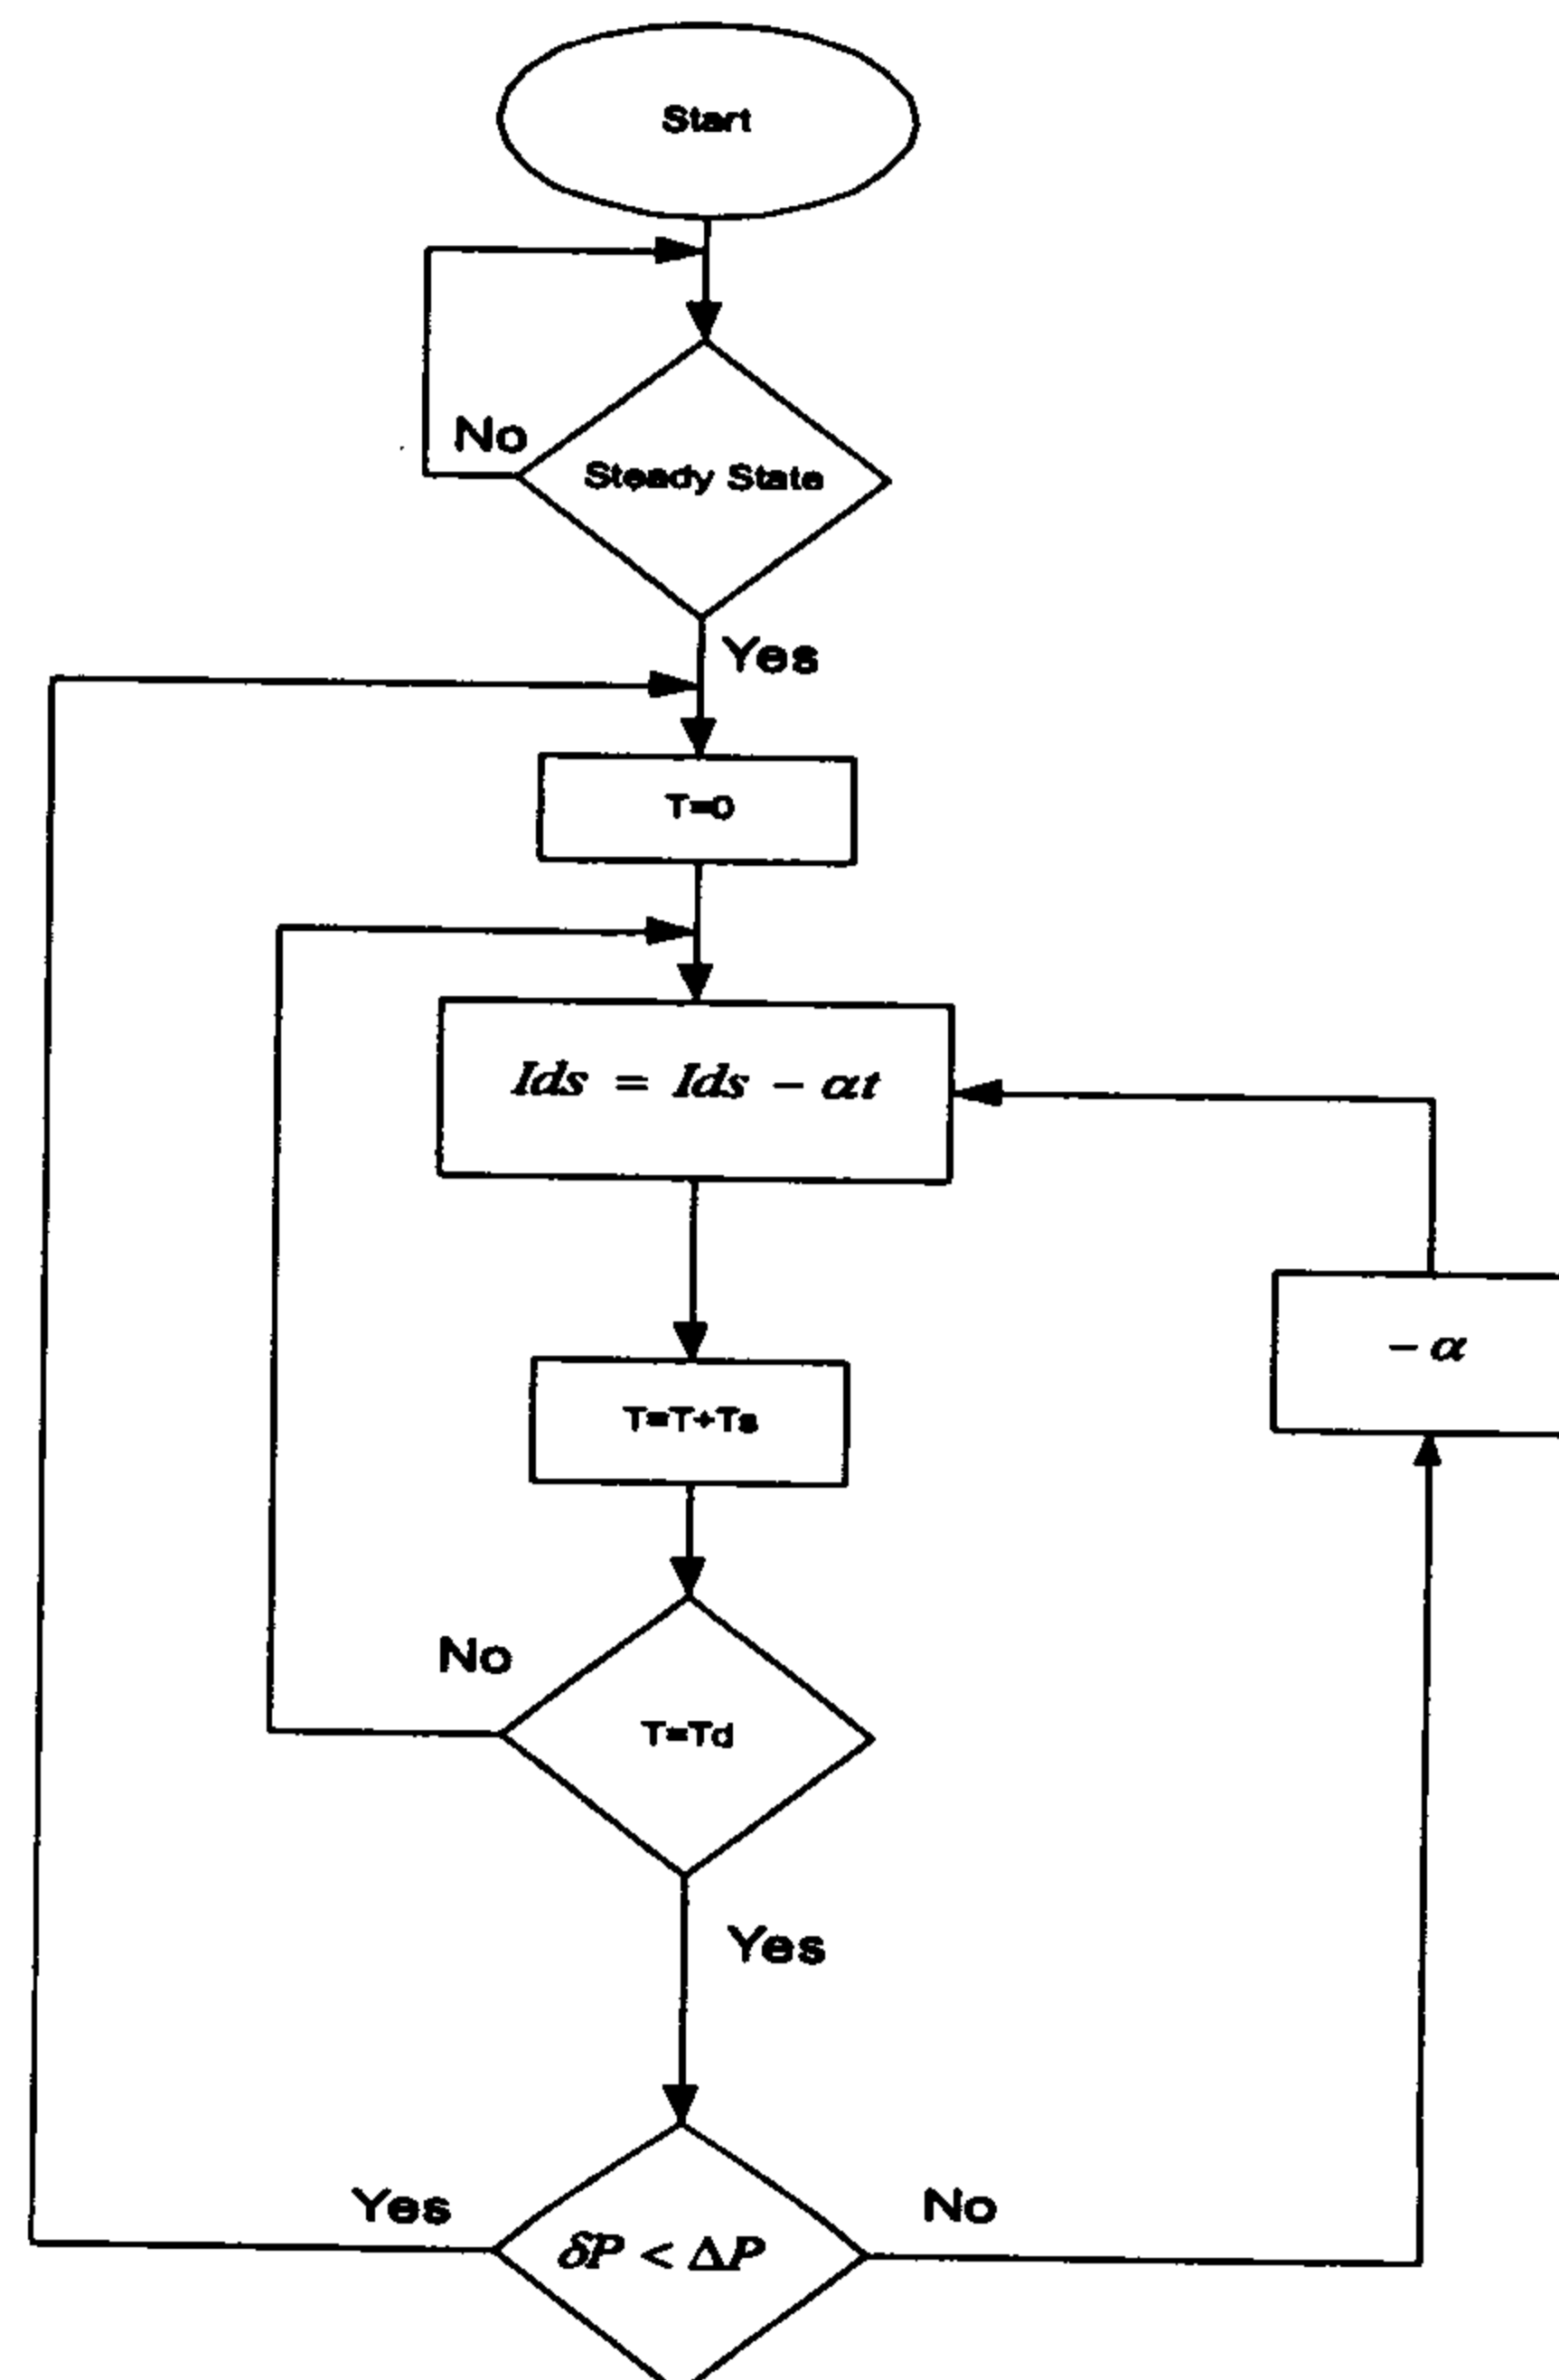 Start
No
Steady State
Yes
T=0
Ids = Ids - αt
- α
T=T+Ts
No
T=Td
Yes
Yes
No
δP < ΔP